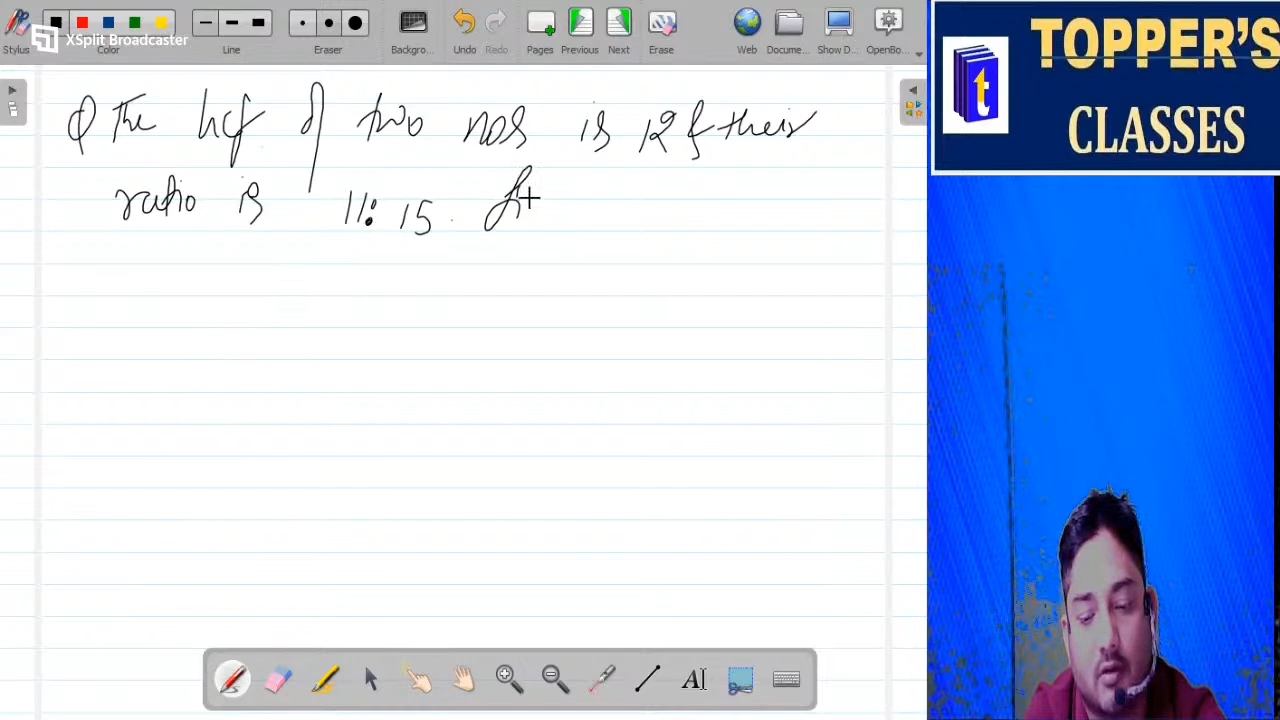 XSplit Broadcaster
Stylus Color Line Eraser Backgro... Undo Redo Pages Previous Next Erase Web Docume... Show D... OpenBo...
TOPPER'S
CLASSES
t
Q The hcf of two nos is 12 & their
ratio is 11:15.
AI